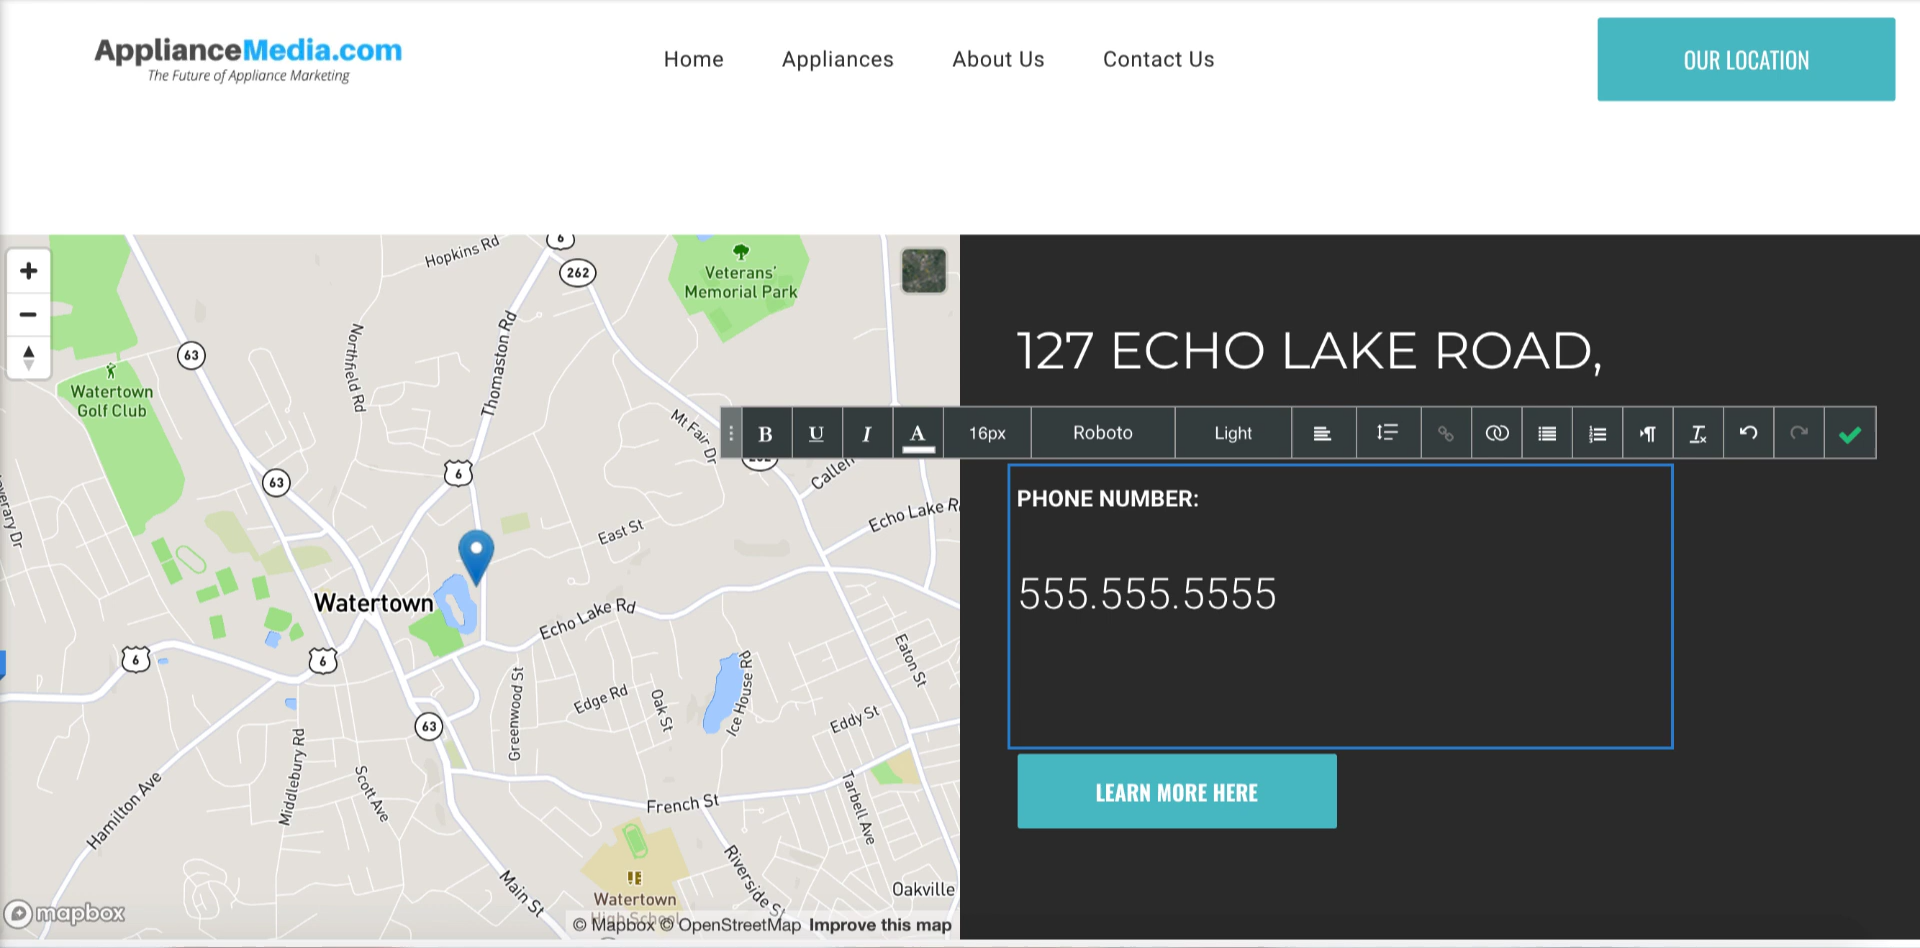 ApplianceMedia.com
The Future of Appliance Marketing
Home
Appliances
About Us
Contact Us
OUR LOCATION
Hopkins Rd
6
262
Veterans'
Memorial Park
63
Northfield Rd
Thomaston Rd
Watertown
Golf Club
Mt Fair Dr
63
6
East St
Echo Lake R
Watertown
Echo Lake Rd
6
6
Greenwood St
Edge Rd
Oak St
Ice House Rd
Eaton St
Eddy St
63
Middlebury Rd
Scott Ave
Hamilton Ave
French St
Tarbell Ave
Riverside St
Main St
Oakville
Watertown
High School
mapbox
© Mapbox © OpenStreetMap Improve this map
127 ECHO LAKE ROAD,
B
U
I
A
16px
Roboto
Light
PHONE NUMBER:
555.555.5555
LEARN MORE HERE